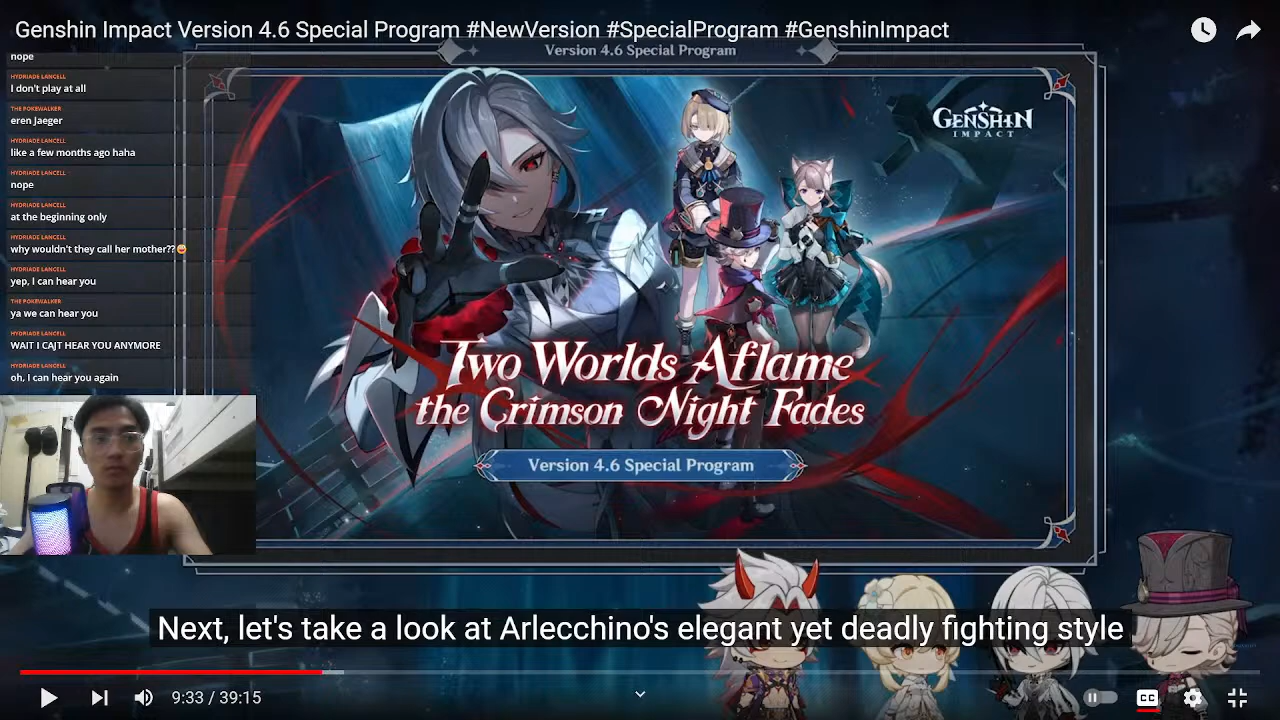 Genshin Impact Version 4.6 Special Program #NewVersion #SpecialProgram #GenshinImpact
Version 4.6 Special Program
nope
HYDRIADE LANCELL
I don't play at all
THE POKEWALKER
eren Jaeger
HYDRIADE LANCELL
like a few months ago haha
HYDRIADE LANCELL
nope
HYDRIADE LANCELL
at the beginning only
HYDRIADE LANCELL
why wouldn't they call her mother??😅
HYDRIADE LANCELL
yep, I can hear you
THE POKEWALKER
ya we can hear you
HYDRIADE LANCELL
WAIT I CAJT HEAR YOU ANYMORE
HYDRIADE LANCELL
oh, I can hear you again
GENSHIN
IMPACT
Two Worlds Aflame
the Crimson Night Fades
Version 4.6 Special Program
Next, let's take a look at Arlecchino's elegant yet deadly fighting style
9:33 / 39:15
CC